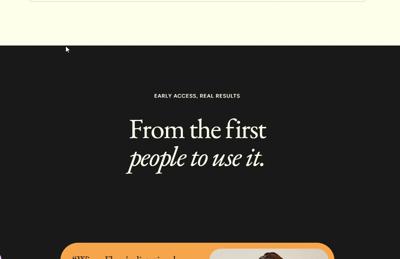 EARLY ACCESS, REAL RESULTS
From the first
people to use it.